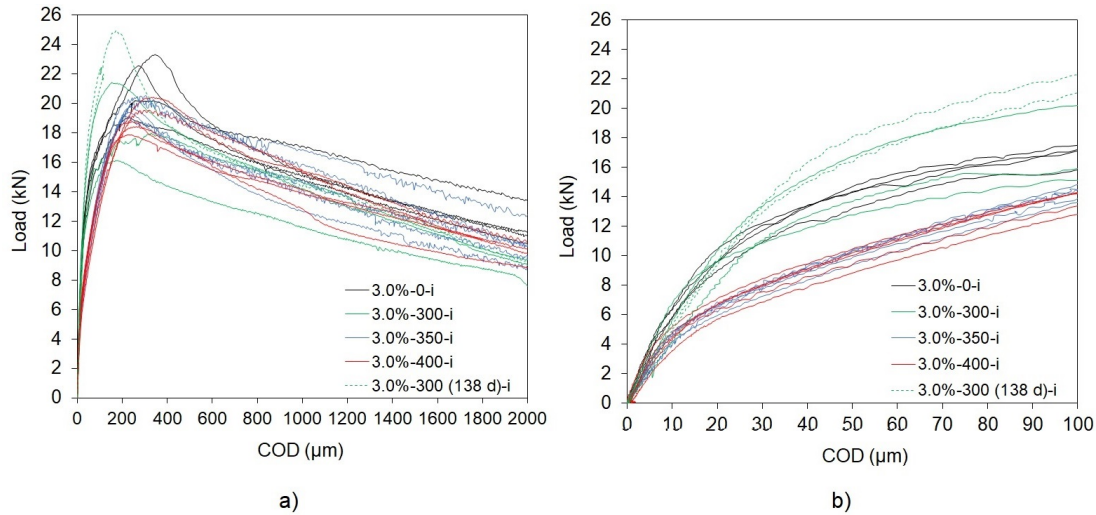 26
24
22
20
18
16
14
12
10
8
6
4
2
0
Load (kN)
0 200 400 600 800 1000 1200 1400 1600 1800 2000
COD (µm)
3.0%-0-i
3.0%-300-i
3.0%-350-i
3.0%-400-i
3.0%-300 (138 d)-i
a)
26
24
22
20
18
16
14
12
10
8
6
4
2
0
Load (kN)
0 10 20 30 40 50 60 70 80 90 100
COD (µm)
3.0%-0-i
3.0%-300-i
3.0%-350-i
3.0%-400-i
3.0%-300 (138 d)-i
b)